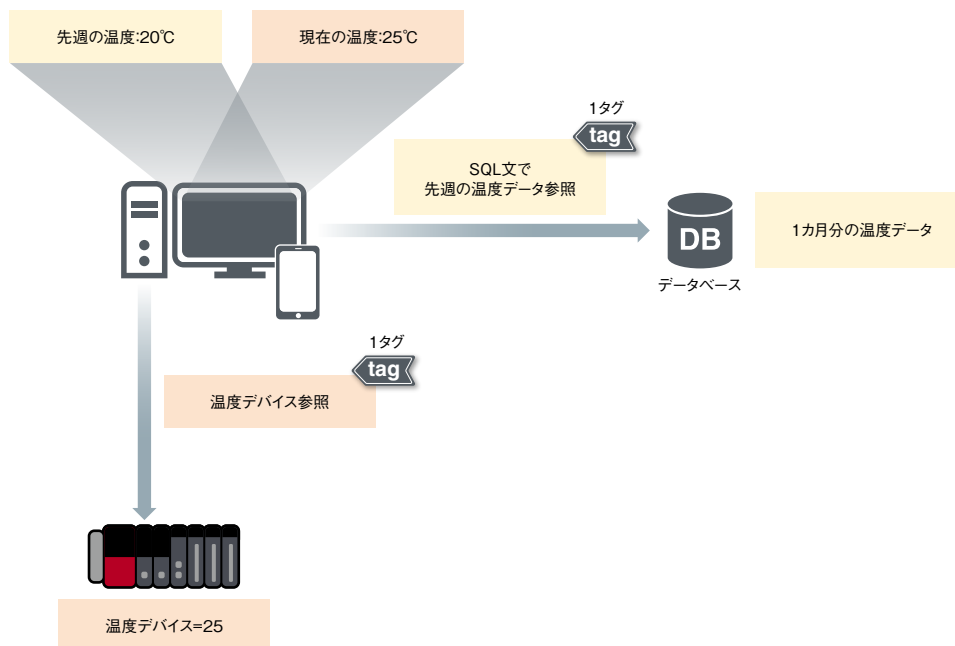 先週の温度:20℃
現在の温度:25℃
1タグ
tag
SQL文で
先週の温度データ参照
DB
データベース
1カ月分の温度データ
1タグ
tag
温度デバイス参照
温度デバイス=25